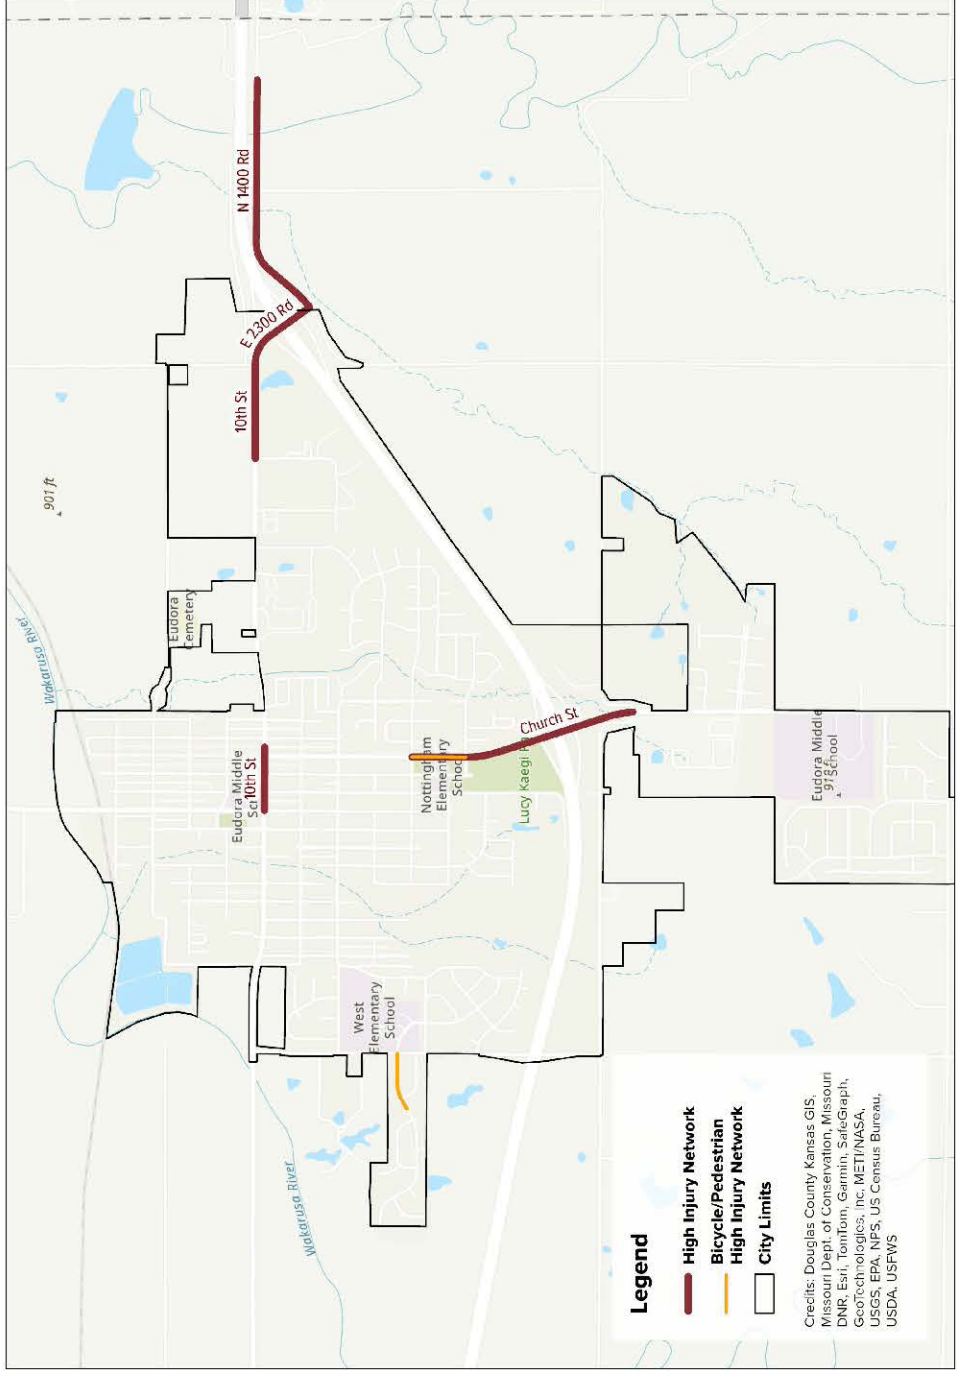 Wakarusa River
901 ft
Eudora
Cemetery
N 1400 Rd
E 2300 Rd
10th St
Eudora Middle
10th St
West
Elementary
School
Nottingham
Elementary
School
Lucy Kaegi
Church St
Eudora Middle
School
918 ft
Wakarusa River
Legend
High Injury Network
Bicycle/Pedestrian
High Injury Network
City Limits
Credits: Douglas County Kansas GIS,
Missouri Dept. of Conservation, Missouri
DNR, Esri, TomTom, Garmin, SafeGraph,
GeoTechnologies, Inc, METI/NASA,
USGS, EPA, NPS, US Census Bureau,
USDA, USFWS